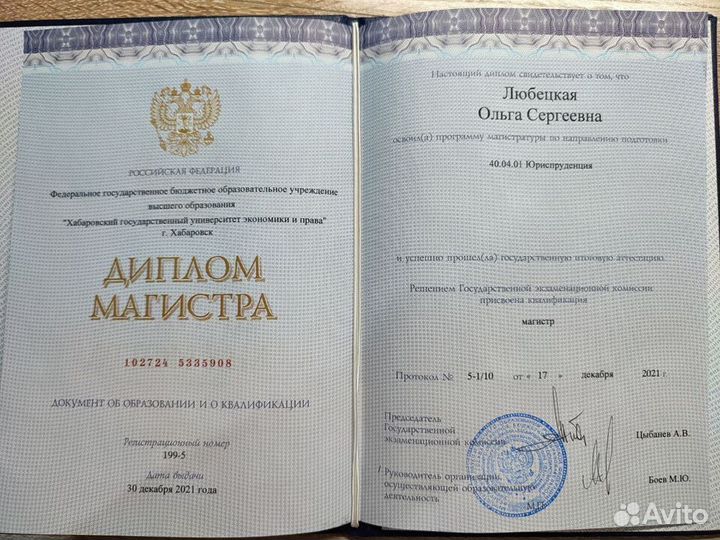 РОССИЙСКАЯ ФЕДЕРАЦИЯ
Федеральное государственное бюджетное образовательное учреждение
высшего образования
"Хабаровский государственный университет экономики и права"
г. Хабаровск
ДИПЛОМ
МАГИСТРА
102724 5335908
ДОКУМЕНТ ОБ ОБРАЗОВАНИИ И О КВАЛИФИКАЦИИ
Регистрационный номер
199-5
Дата выдачи
30 декабря 2021 года
Настоящий диплом свидетельствует о том, что
Любецкая
Ольга Сергеевна
освоил(а) программу магистратуры по направлению подготовки
40.04.01 Юриспруденция
и успешно прошел(ла) государственную итоговую аттестацию
Решением Государственной экзаменационной комиссии
присвоена квалификация
магистр
Протокол № 5-1/10 от « 17 » декабря 2021 г.
Председатель
Государственной
экзаменационной комиссии
Цыбанев А.В.
Руководитель организации,
осуществляющей образовательную
деятельность
Боев М.Ю.
М.П.
Avito